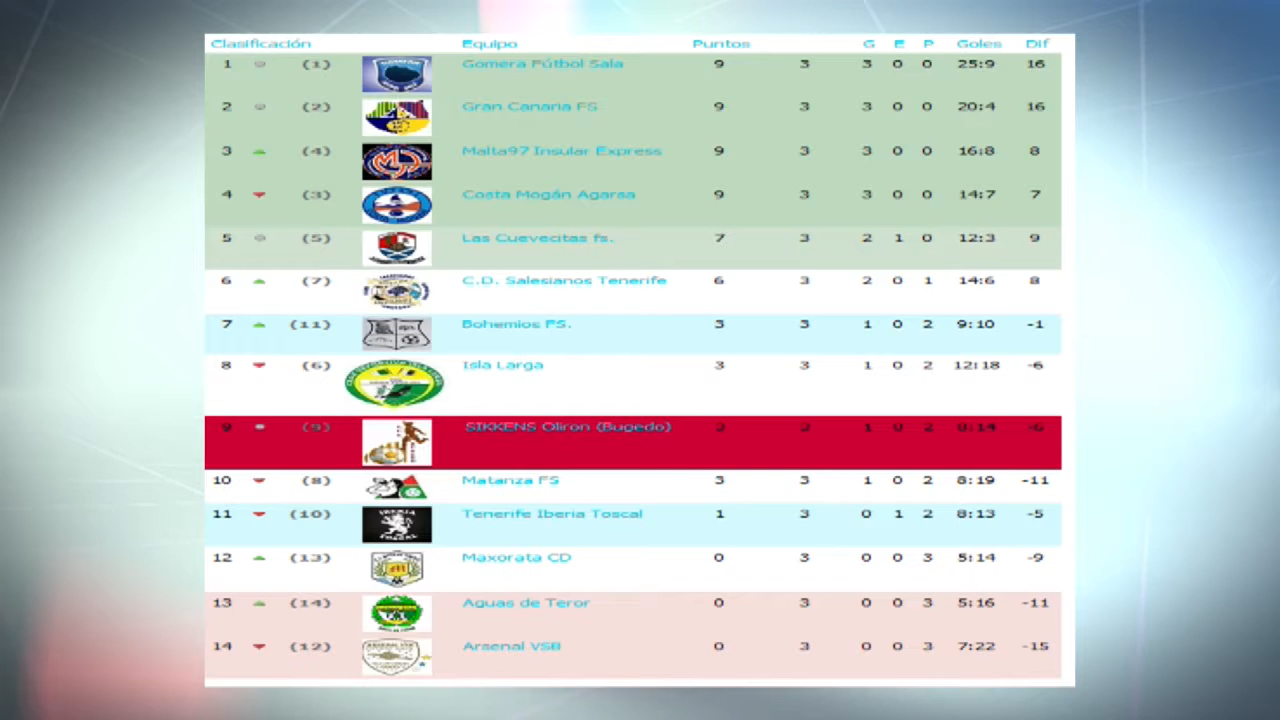 Clasificación Equipo Puntos G E P Goles Dif
1 (1) Gomera Fútbol Sala 9 3 3 0 0 25:9 16
2 (2) Gran Canaria FS 9 3 3 0 0 20:4 16
3 (4) Malta97 Insular Express 9 3 3 0 0 16:8 8
4 (3) Costa Mogán Agarsa 9 3 3 0 0 14:7 7
5 (5) Las Cuevecitas fs. 7 3 2 1 0 12:3 9
6 (7) C.D. Salesianos Tenerife 6 3 2 0 1 14:6 8
7 (11) Bohemios FS. 3 3 1 0 2 9:10 -1
8 (6) Isla Larga 3 3 1 0 2 12:18 -6
9 (9) SIKKENS Oliron (Bugedo) 3 3 1 0 2 8:14 -6
10 (8) Matanza FS 3 3 1 0 2 8:19 -11
11 (10) Tenerife Iberia Toscal 1 3 0 1 2 8:13 -5
12 (13) Maxorata CD 0 3 0 0 3 5:14 -9
13 (14) Aguas de Teror 0 3 0 0 3 5:16 -11
14 (12) Arsenal VSB 0 3 0 0 3 7:22 -15